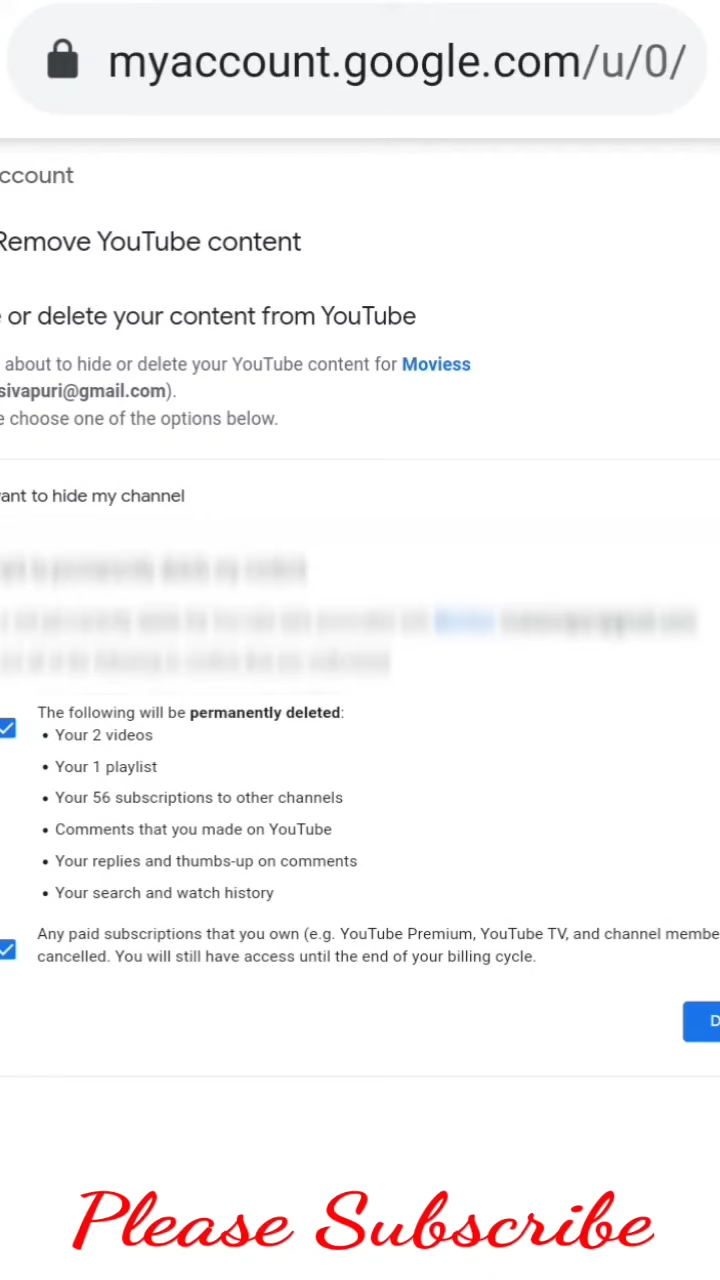 myaccount.google.com/u/0/
ccount
Remove YouTube content
e or delete your content from YouTube
about to hide or delete your YouTube content for Moviess
sivapuri@gmail.com).
e choose one of the options below.
ant to hide my channel
The following will be permanently deleted:
• Your 2 videos
• Your 1 playlist
• Your 56 subscriptions to other channels
• Comments that you made on YouTube
• Your replies and thumbs-up on comments
• Your search and watch history
Any paid subscriptions that you own (e.g. YouTube Premium, YouTube TV, and channel membe
cancelled. You will still have access until the end of your billing cycle.
D
Please Subscribe